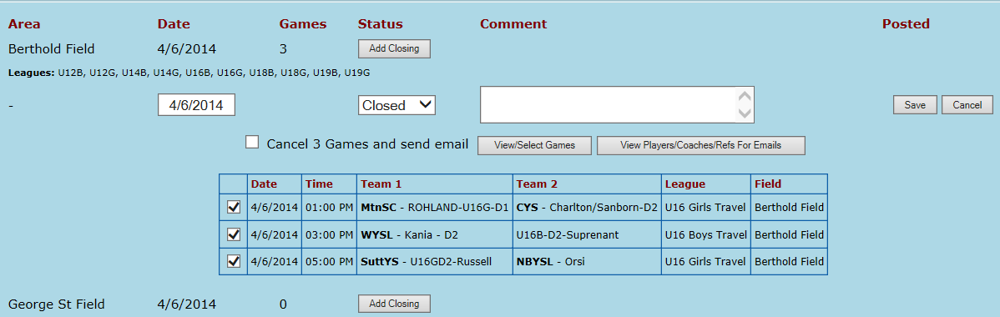 Area Date Games Status Comment Posted
Berthold Field 4/6/2014 3 Add Closing
Leagues: U12B, U12G, U14B, U14G, U16B, U16G, U18B, U18G, U19B, U19G
- 4/6/2014 Closed Save Cancel
Cancel 3 Games and send email View/Select Games View Players/Coaches/Refs For Emails
Date Time Team 1 Team 2 League Field
4/6/2014 01:00 PM MtnSC - ROHLAND-U16G-D1 CYS - Charlton/Sanborn-D2 U16 Girls Travel Berthold Field
4/6/2014 03:00 PM WYSL - Kania - D2 U16B-D2-Suprenant U16 Boys Travel Berthold Field
4/6/2014 05:00 PM SuttYS - U16GD2-Russell NBYSL - Orsi U16 Girls Travel Berthold Field
George St Field 4/6/2014 0 Add Closing